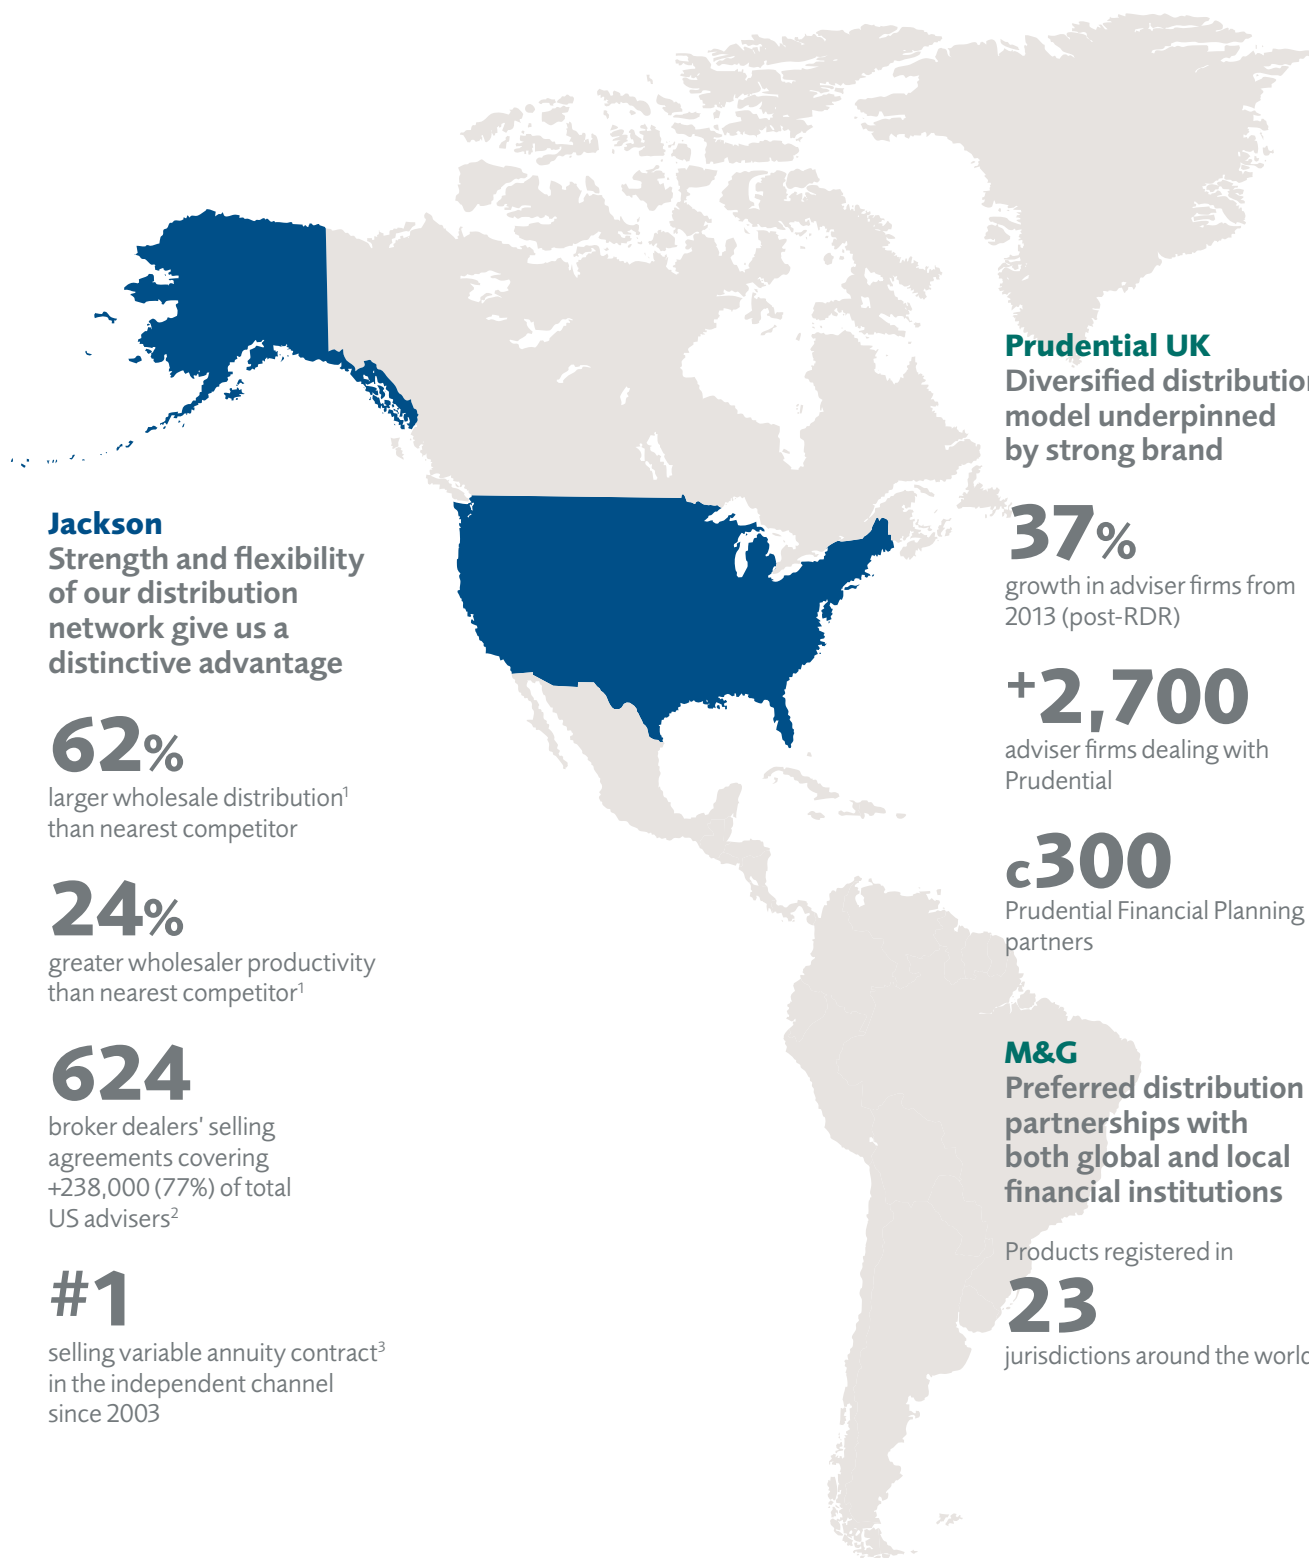 Jackson
Strength and flexibility
of our distribution
network give us a
distinctive advantage
62%
larger wholesale distribution¹
than nearest competitor
24%
greater wholesaler productivity
than nearest competitor¹
624
broker dealers' selling
agreements covering
+238,000 (77%) of total
US advisers²
#1
selling variable annuity contract³
in the independent channel
since 2003
Prudential UK
Diversified distribution
model underpinned
by strong brand
37%
growth in adviser firms from
2013 (post-RDR)
+2,700
adviser firms dealing with
Prudential
c300
Prudential Financial Planning
partners
M&G
Preferred distribution
partnerships with
both global and local
financial institutions
Products registered in
23
jurisdictions around the world